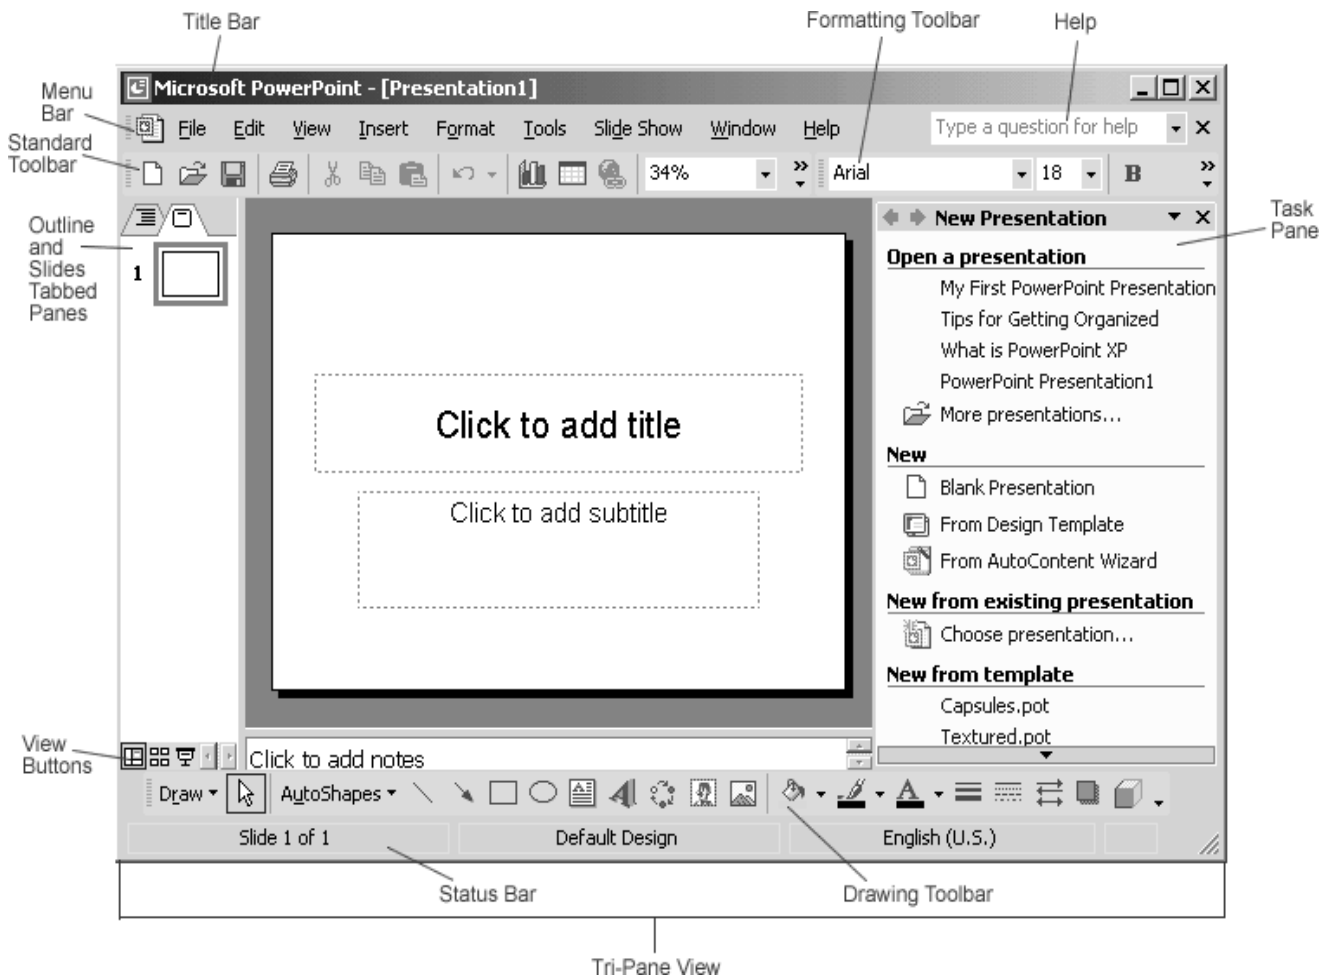 Title Bar
Formatting Toolbar
Help
Microsoft PowerPoint - [Presentation1]
Menu
Bar
File Edit View Insert Format Tools Slide Show Window Help Type a question for help
Standard
Toolbar
34% Arial 18 B
Outline
and
Slides
Tabbed
Panes
1
New Presentation
Task
Pane
Open a presentation
My First PowerPoint Presentation
Tips for Getting Organized
What is PowerPoint XP
PowerPoint Presentation1
More presentations...
Click to add title
Click to add subtitle
New
Blank Presentation
From Design Template
From AutoContent Wizard
New from existing presentation
Choose presentation...
New from template
Capsules.pot
Textured.pot
View
Buttons
Click to add notes
Draw AutoShapes A A
Slide 1 of 1 Default Design English (U.S.)
Status Bar
Drawing Toolbar
Tri-Pane View